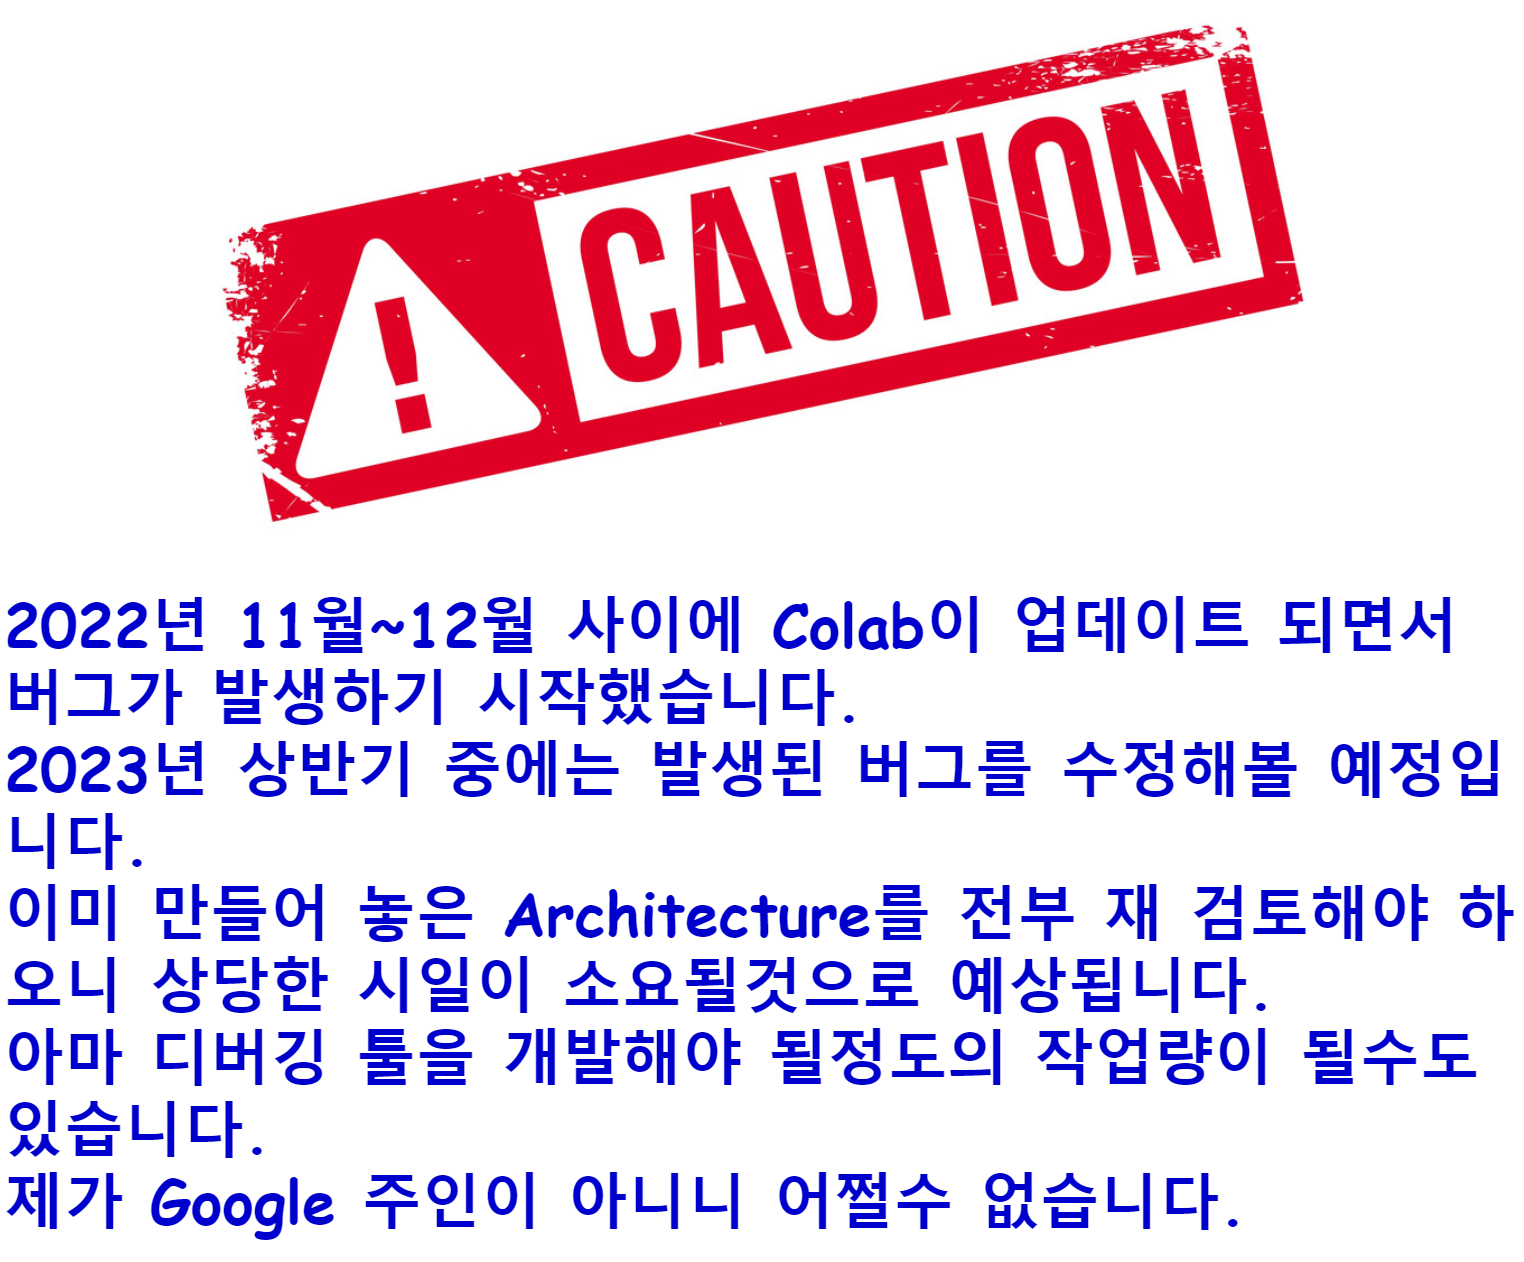 !
CAUTION
2022년 11월~12월 사이에 Colab이 업데이트 되면서
버그가 발생하기 시작했습니다.
2023년 상반기 중에는 발생된 버그를 수정해볼 예정입
니다.
이미 만들어 놓은 Architecture를 전부 재 검토해야 하
오니 상당한 시일이 소요될것으로 예상됩니다.
아마 디버깅 툴을 개발해야 될정도의 작업량이 될수도
있습니다.
제가 Google 주인이 아니니 어쩔수 없습니다.